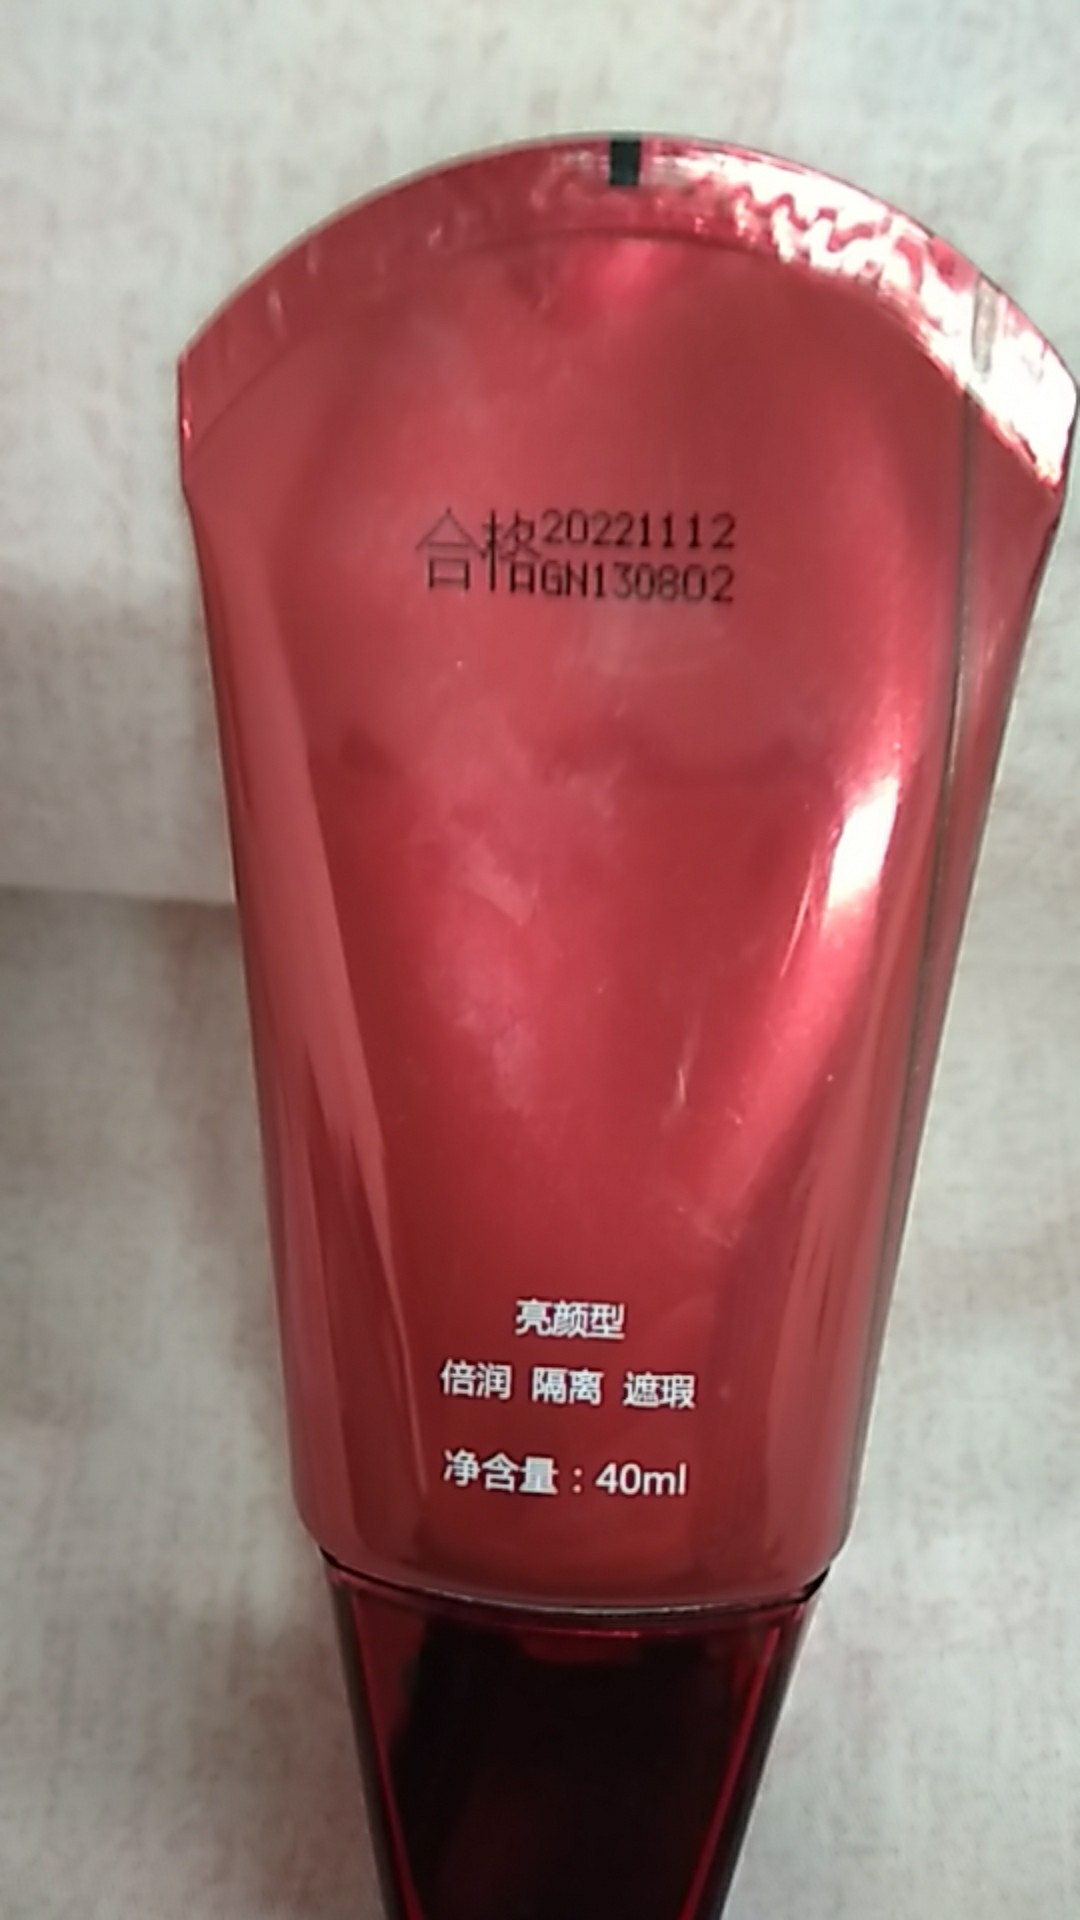 合格20221112
GN130802
亮颜型
倍润 隔离 遮瑕
净含量：40ml